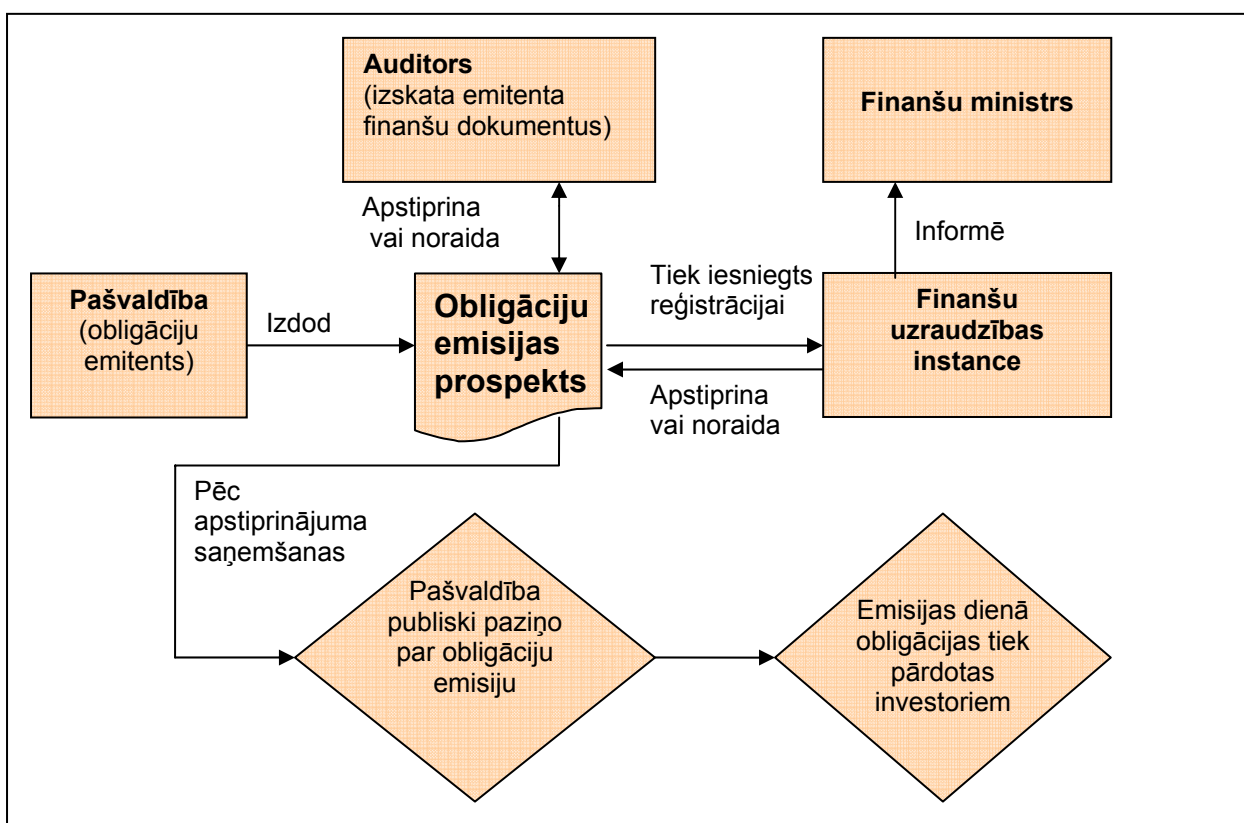 Auditors
(izskata emitenta
finanšu dokumentus)
Finanšu ministrs
Apstiprina
vai noraida
Informē
Pašvaldība
(obligāciju
emitents)
Izdod
Obligāciju
emisijas
prospekts
Tiek iesniegts
reģistrācijai
Finanšu
uzraudzības
instance
Apstiprina
vai noraida
Pēc
apstiprinājuma
saņemšanas
Pašvaldība
publiski paziņo
par obligāciju
emisiju
Emisijas dienā
obligācijas tiek
pārdotas
investoriem